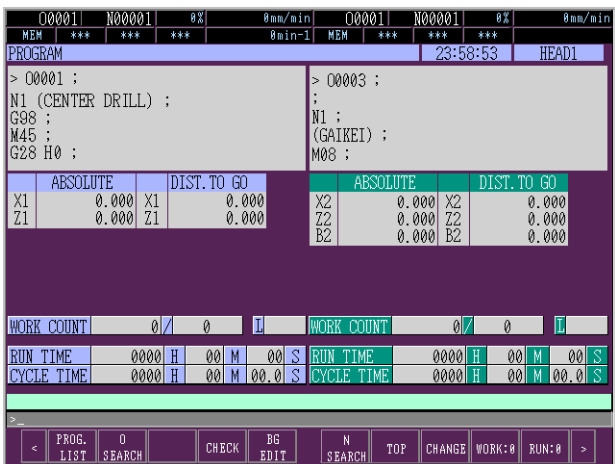 O0001 N00001 0% 0mm/min O0001 N00001 0% 0mm/min
MEM *** *** *** 0min-1 MEM *** *** *** 0min-1
PROGRAM 23:58:53 HEAD1
> O0001 ;
N1 (CENTER DRILL) ;
G98 ;
M45 ;
G28 H0 ;
> O0003 ;
;
N1 ;
(GAIKEI) ;
M08 ;
ABSOLUTE DIST.TO GO
X1 0.000 X1 0.000
Z1 0.000 Z1 0.000
ABSOLUTE DIST.TO GO
X2 0.000 X2 0.000
Z2 0.000 Z2 0.000
B2 0.000 B2 0.000
WORK COUNT 0 / 0 L WORK COUNT 0 / 0 L
RUN TIME 0000 H 00 M 00 S RUN TIME 0000 H 00 M 00 S
CYCLE TIME 0000 H 00 M 00.0 S CYCLE TIME 0000 H 00 M 00.0 S
>_
< PROG. LIST O SEARCH CHECK BG EDIT N SEARCH TOP CHANGE WORK:0 RUN:0 >